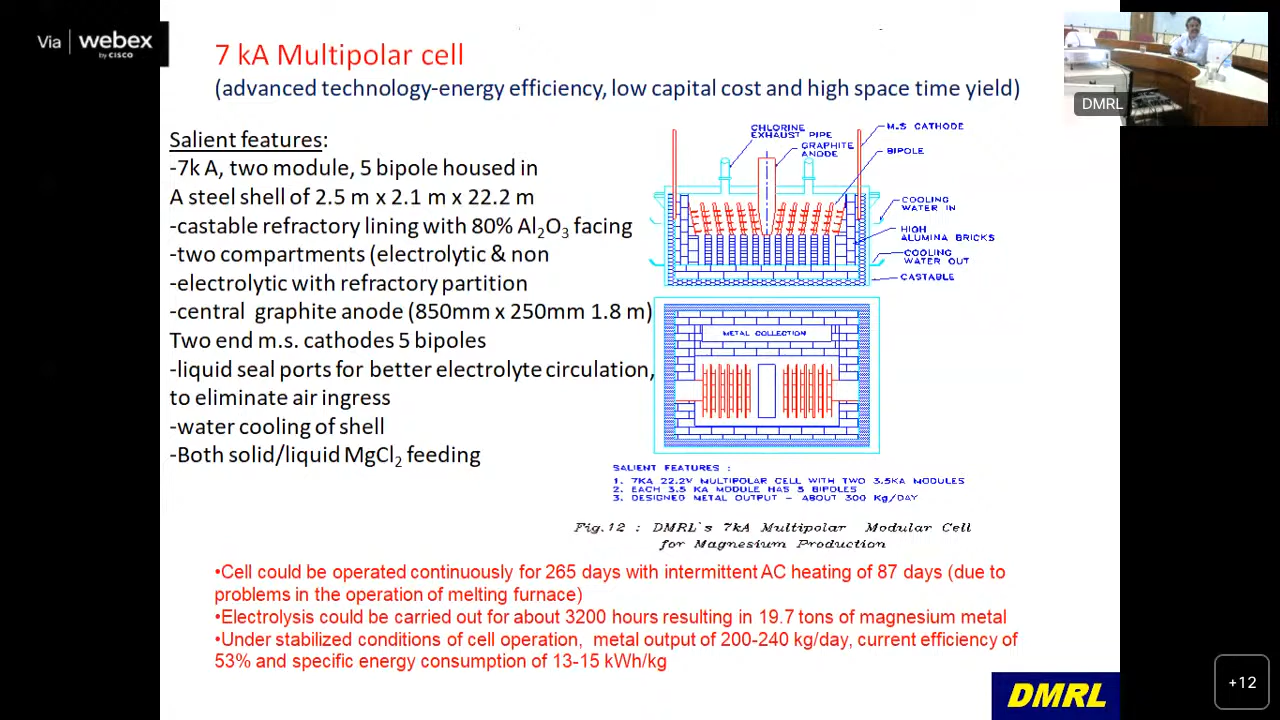 Via webex
by CISCO
7 kA Multipolar cell
(advanced technology-energy efficiency, low capital cost and high space time yield)
DMRL
Salient features:
-7k A, two module, 5 bipole housed in
A steel shell of 2.5 m x 2.1 m x 22.2 m
-castable refractory lining with 80% Al₂O₃ facing
-two compartments (electrolytic & non
-electrolytic with refractory partition
-central graphite anode (850mm x 250mm 1.8 m)
Two end m.s. cathodes 5 bipoles
-liquid seal ports for better electrolyte circulation,
to eliminate air ingress
-water cooling of shell
-Both solid/liquid MgCl₂ feeding
CHLORINE
EXHAUST PIPE
GRAPHITE
ANODE
M.S CATHODE
BIPOLE
COOLING
WATER IN
HIGH
ALUMINA BRICKS
COOLING
WATER OUT
CASTABLE
METAL COLLECTION
SALIENT FEATURES :
1. 7KA 22.2V MULTIPOLAR CELL WITH TWO 3.5KA MODULES
2. EACH 3.5 KA MODULE HAS 5 BIPOLES
3. DESIGNED METAL OUTPUT - ABOUT 300 Kg/DAY
Fig.12 : DMRL`s 7kA Multipolar Modular Cell
for Magnesium Production
•Cell could be operated continuously for 265 days with intermittent AC heating of 87 days (due to
problems in the operation of melting furnace)
•Electrolysis could be carried out for about 3200 hours resulting in 19.7 tons of magnesium metal
•Under stabilized conditions of cell operation, metal output of 200-240 kg/day, current efficiency of
53% and specific energy consumption of 13-15 kWh/kg
DMRL
+12